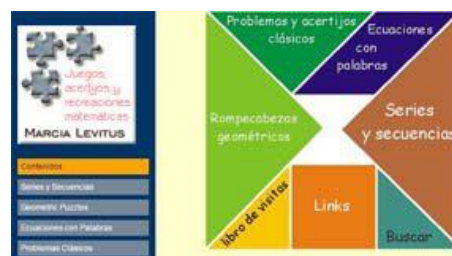 Juegos,
acertijos y
recreaciones
matemáticas
MARCIA LEVITUS
Contenidos
Series y Secuencias
Geometric Puzzles
Ecuaciones con Palabras
Problemas Clásicos
Problemas y acertijos
clásicos
Ecuaciones
con
palabras
Rompecabezas
geométricos
Series
y secuencias
libro de visitas
Links
Buscar